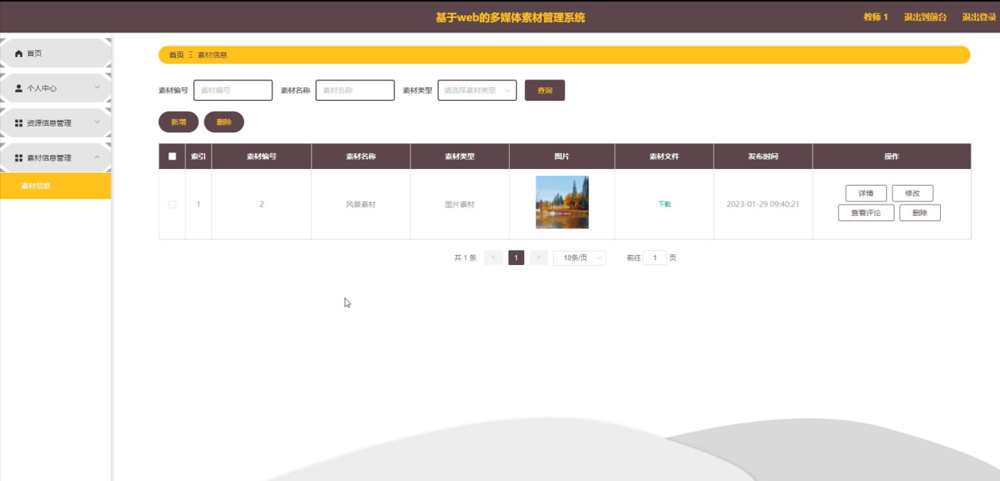 基于web的多媒体素材管理系统
教师 1 退出到前台 退出登录
首页
个人中心
资源信息管理
素材信息管理
素材信息
首页 Ξ 素材信息
素材编号 素材编号 素材名称 素材名称 素材类型 请选择素材类型 查询
新增 删除
索引 素材编号 素材名称 素材类型 图片 素材文件 发布时间 操作
1 2 风景素材 图片素材 下载 2023-01-29 09:40:21 详情 修改
查看评论 删除
共 1 条 < 1 > 10条/页 前往 1 页